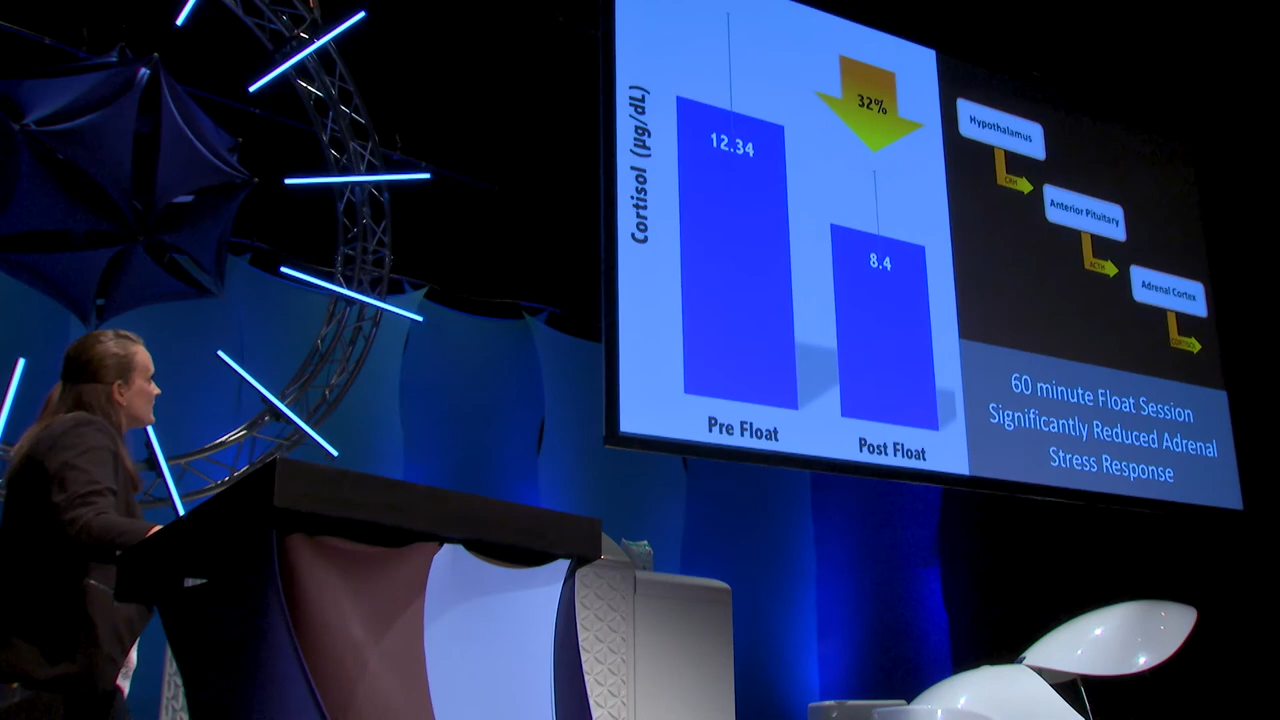 Cortisol (µg/dL)
12.34
32%
8.4
Pre Float
Post Float
Hypothalamus
CRH
Anterior Pituitary
ACTH
Adrenal Cortex
CORTISOL
60 minute Float Session
Significantly Reduced Adrenal
Stress Response